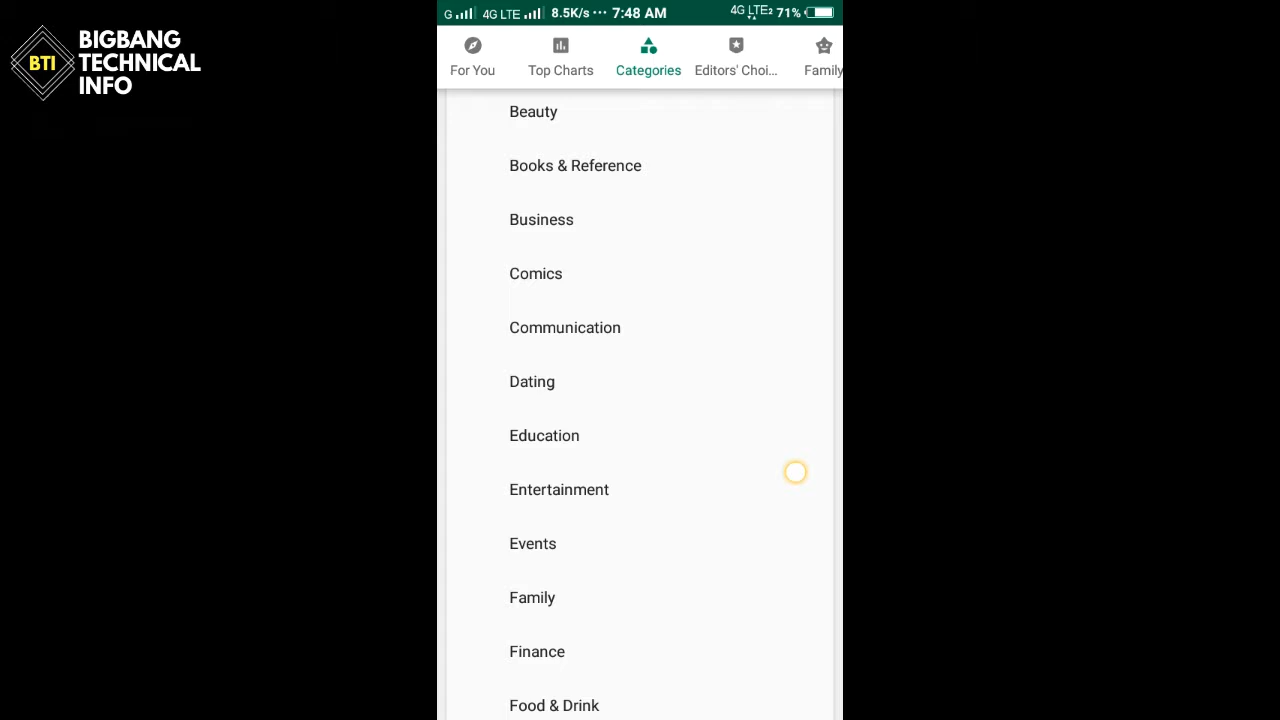 BTI
BIGBANG
TECHNICAL
INFO
G 4G LTE 8.5K/s ••• 7:48 AM 4G LTE2 71%
For You Top Charts Categories Editors' Choi... Family
Beauty
Books & Reference
Business
Comics
Communication
Dating
Education
Entertainment
Events
Family
Finance
Food & Drink